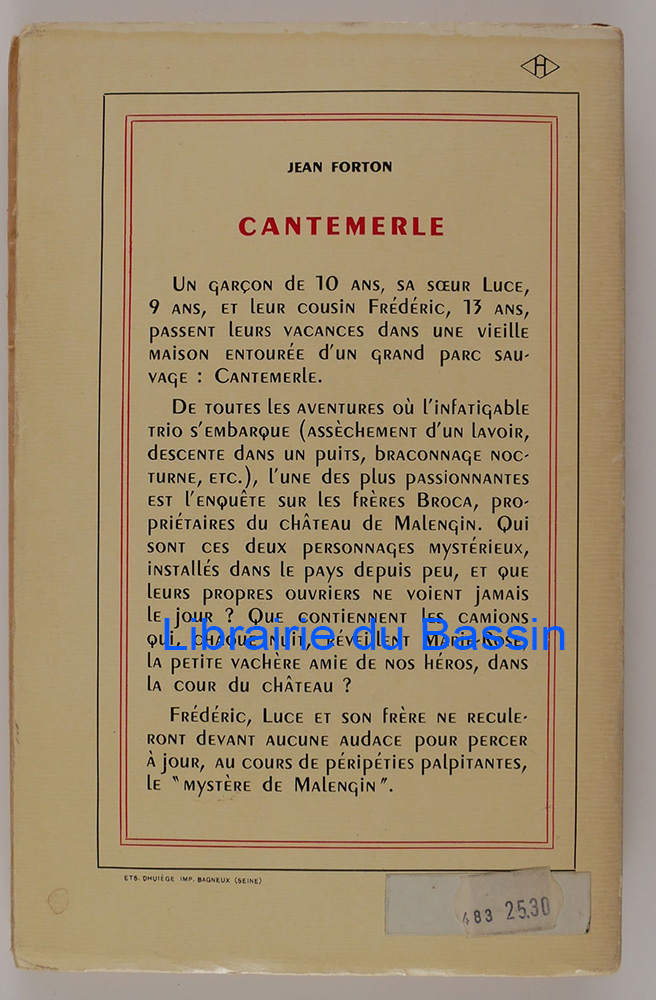 H
JEAN FORTON
CANTEMERLE
Un garçon de 10 ans, sa sœur Luce,
9 ans, et leur cousin Frédéric, 13 ans,
passent leurs vacances dans une vieille
maison entourée d'un grand parc sau-
vage : Cantemerle.
De toutes les aventures où l'infatigable
trio s'embarque (assèchement d'un lavoir,
descente dans un puits, braconnage noc-
turne, etc.), l'une des plus passionnantes
est l'enquête sur les frères Broca, pro-
priétaires du château de Malengin. Qui
sont ces deux personnages mystérieux,
installés dans le pays depuis peu, et que
leurs propres ouvriers ne voient jamais
le jour ? Que contiennent les camions
qui, chaque nuit, réveillent Marie-Rose,
Librairie du Bassin
la petite vachère amie de nos héros, dans
la cour du château ?
Frédéric, Luce et son frère ne recule-
ront devant aucune audace pour percer
à jour, au cours de péripéties palpitantes,
le "mystère de Malengin".
ETS. DHUIÈGE IMP. BAGNEUX (SEINE)
483 25.30